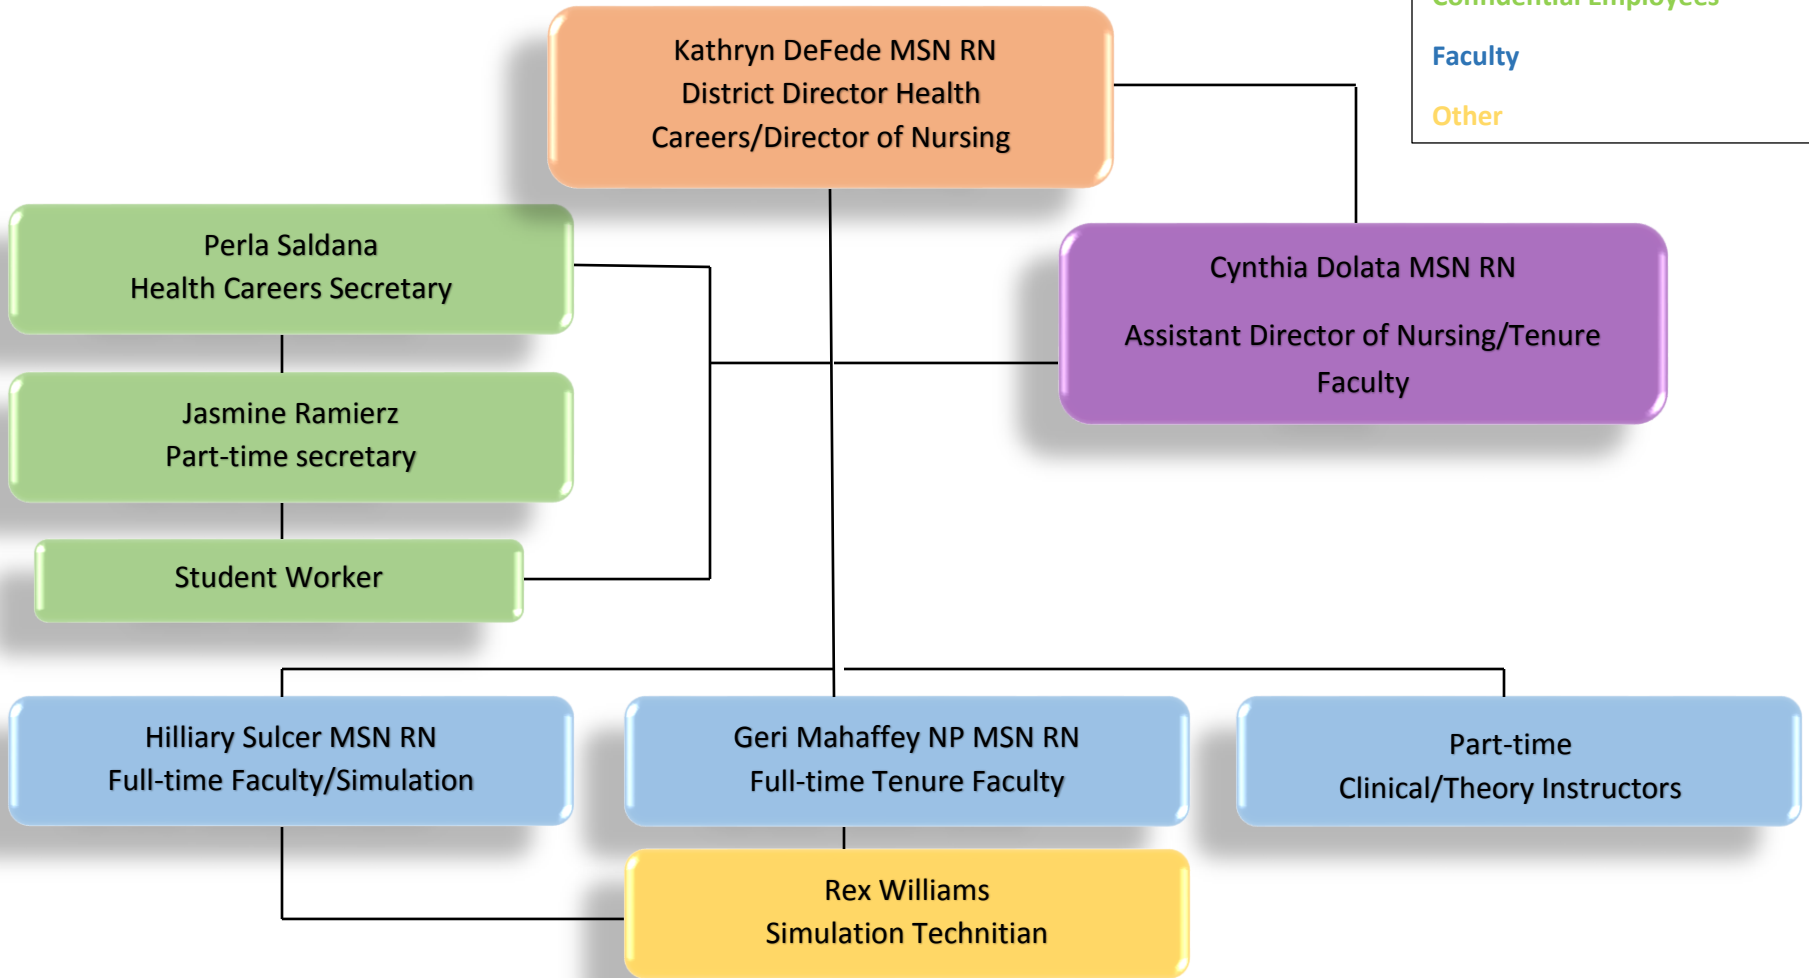 Confidential Employees
Faculty
Other
Kathryn DeFede MSN RN
District Director Health
Careers/Director of Nursing
Perla Saldana
Health Careers Secretary
Cynthia Dolata MSN RN
Assistant Director of Nursing/Tenure
Faculty
Jasmine Ramierz
Part-time secretary
Student Worker
Hilliary Sulcer MSN RN
Full-time Faculty/Simulation
Geri Mahaffey NP MSN RN
Full-time Tenure Faculty
Part-time
Clinical/Theory Instructors
Rex Williams
Simulation Technitian